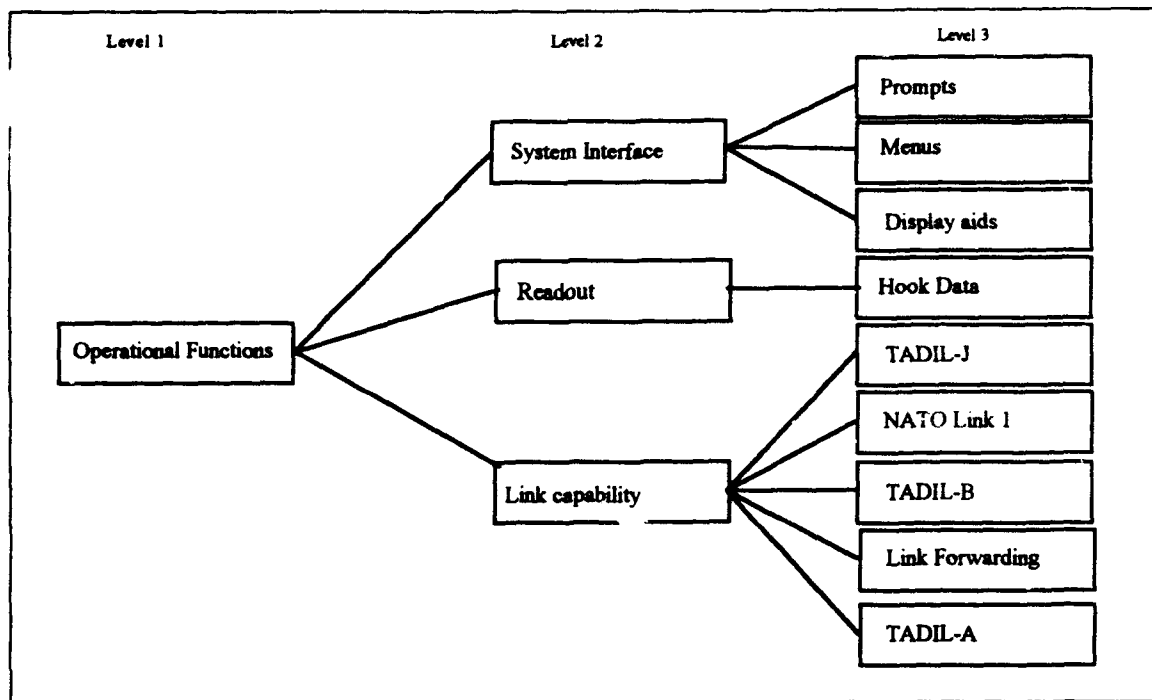 Level 1
Level 2
Level 3
Prompts
System Interface
Menus
Display aids
Readout
Hook Data
Operational Functions
TADIL-J
NATO Link 1
Link capability
TADIL-B
Link Forwarding
TADIL-A